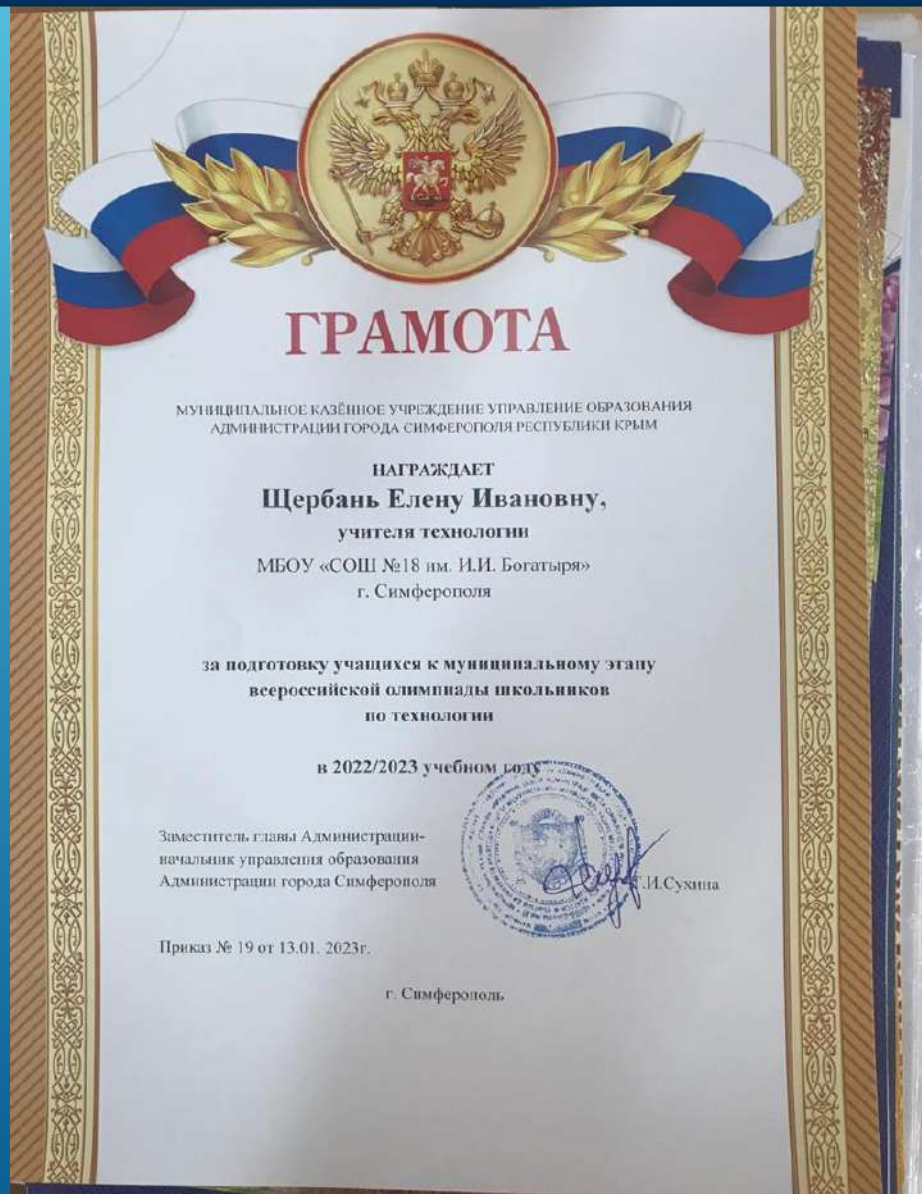 ГРАМОТА
МУНИЦИПАЛЬНОЕ КАЗЁННОЕ УЧРЕЖДЕНИЕ УПРАВЛЕНИЕ ОБРАЗОВАНИЯ
АДМИНИСТРАЦИИ ГОРОДА СИМФЕРОПОЛЯ РЕСПУБЛИКИ КРЫМ
НАГРАЖДАЕТ
Щербань Елену Ивановну,
учителя технологии
МБОУ «СОШ №18 им. И.И. Богатыря»
г. Симферополя
за подготовку учащихся к муниципальному этапу
всероссийской олимпиады школьников
по технологии
в 2022/2023 учебном году
Заместитель главы Администрации-
начальник управления образования
Администрации города Симферополя
Т.И.Сухина
Приказ № 19 от 13.01. 2023г.
г. Симферополь